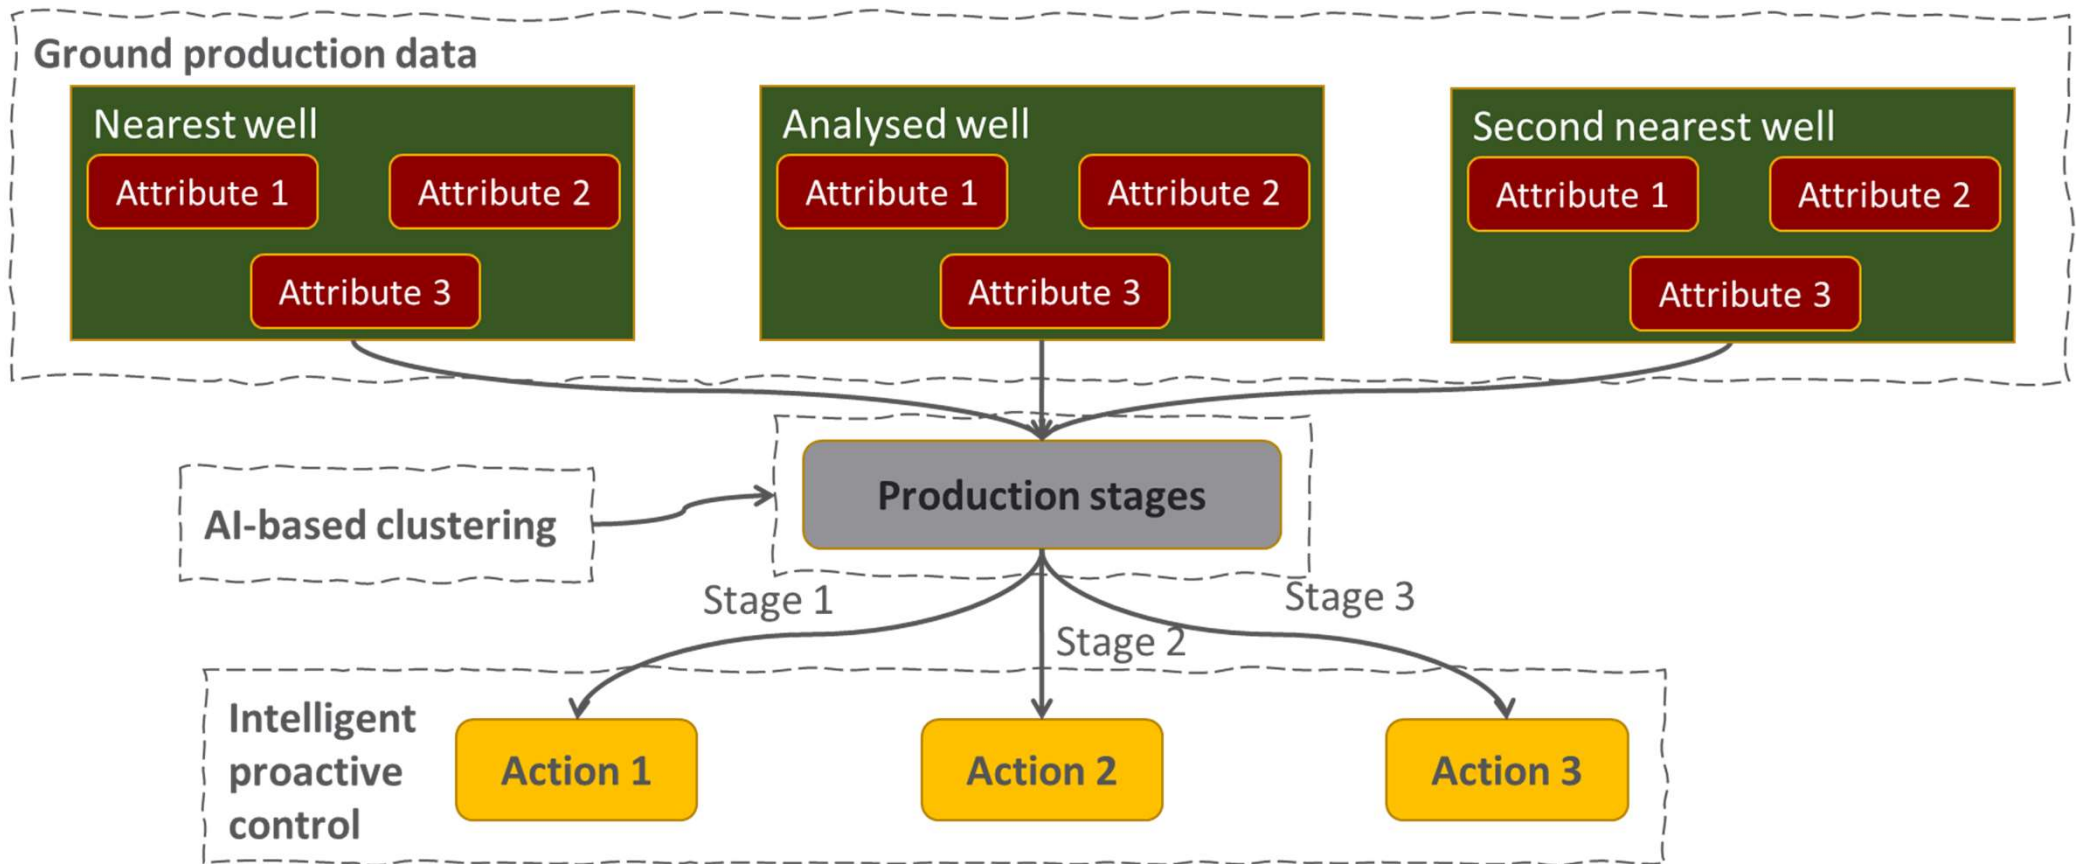 Ground production data
Nearest well
Attribute 1
Attribute 2
Attribute 3
Analysed well
Attribute 1
Attribute 2
Attribute 3
Second nearest well
Attribute 1
Attribute 2
Attribute 3
AI-based clustering
Production stages
Stage 1
Stage 2
Stage 3
Intelligent
proactive
control
Action 1
Action 2
Action 3